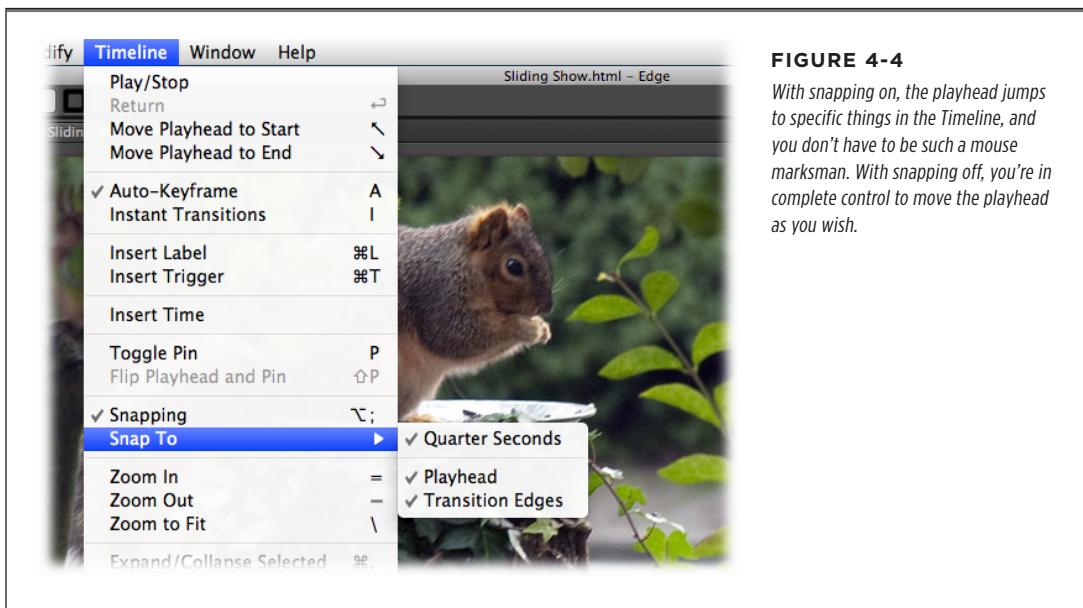 dify Timeline Window Help
Sliding Show.html – Edge
Slidin
Play/Stop
Return ↩
Move Playhead to Start ↖
Move Playhead to End ↘
✓ Auto-Keyframe A
Instant Transitions I
Insert Label ⌘L
Insert Trigger ⌘T
Insert Time
Toggle Pin P
Flip Playhead and Pin ⇧P
✓ Snapping ⌥;
Snap To ▶
✓ Quarter Seconds
✓ Playhead
✓ Transition Edges
Zoom In =
Zoom Out –
Zoom to Fit \
Expand/Collapse Selected ⌘.
FIGURE 4-4
With snapping on, the playhead jumps
to specific things in the Timeline, and
you don’t have to be such a mouse
marksman. With snapping off, you’re in
complete control to move the playhead
as you wish.